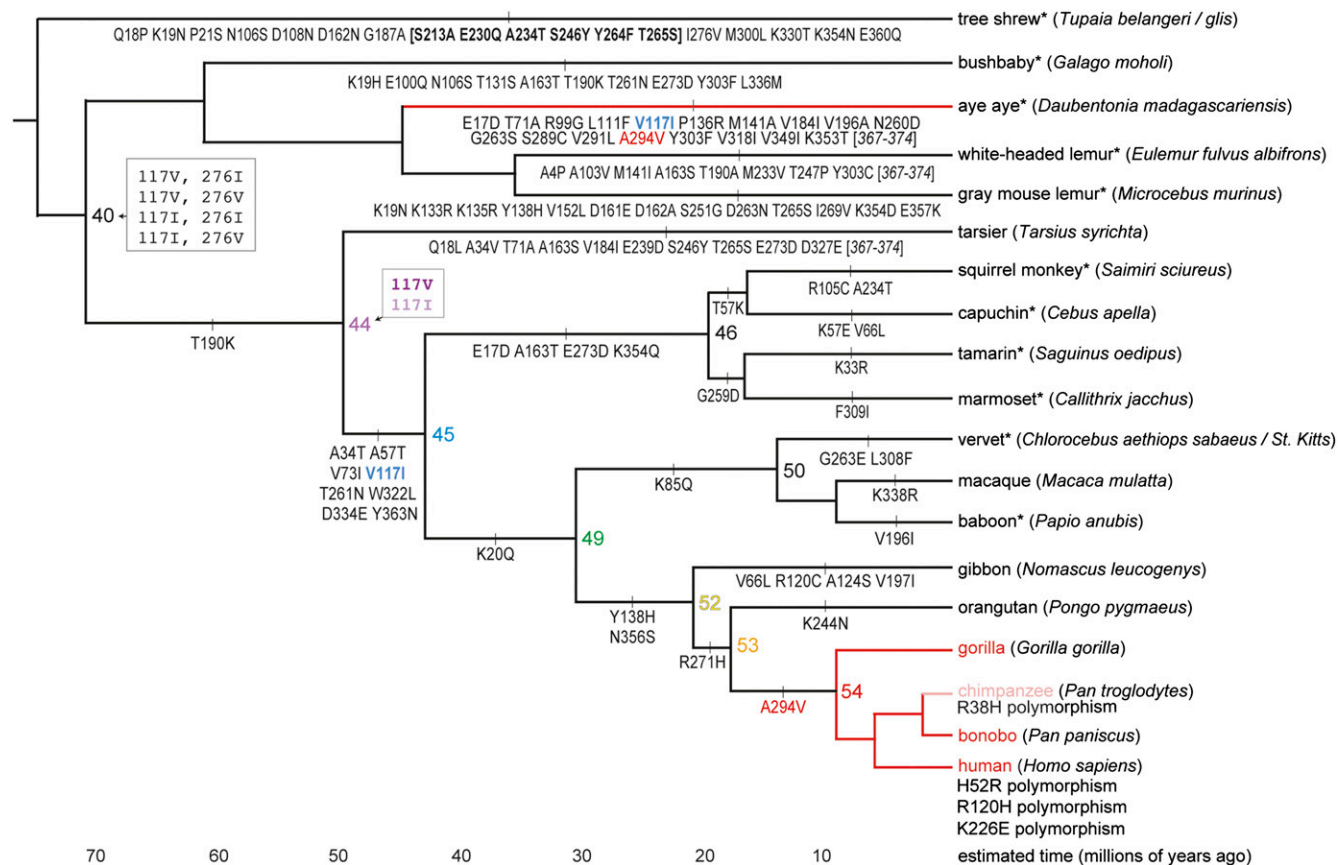 tree shrew* (Tupaia belangeri / glis)
Q18P K19N P21S N106S D108N D162N G187A [S213A E230Q A234T S246Y Y264F T265S] I276V M300L K330T K354N E360Q
bushbaby* (Galago moholi)
K19H E100Q N106S T131S A163T T190K T261N E273D Y303F L336M
aye aye* (Daubentonia madagascariensis)
E17D T71A R99G L111F V117I P136R M141A V184I V196A N260D
G263S S289C V291L A294V Y303F V318I V349I K353T [367-374]
white-headed lemur* (Eulemur fulvus albifrons)
A4P A103V M141I A163S T190A M233V T247P Y303C [367-374]
gray mouse lemur* (Microcebus murinus)
K19N K133R K135R Y138H V152L D161E D162A S251G D263N T265S I269V K354D E357K
40
117V, 276I
117V, 276V
117I, 276I
117I, 276V
tarsier (Tarsius syrichta)
Q18L A34V T71A A163S V184I E239D S246Y T265S E273D D327E [367-374]
T190K
44
117V
117I
squirrel monkey* (Saimiri sciureus)
R105C A234T
T57K
capuchin* (Cebus apella)
K57E V66L
46
E17D A163T E273D K354Q
tamarin* (Saguinus oedipus)
K33R
G259D
marmoset* (Callithrix jacchus)
F309I
45
A34T A57T
V73I V117I
T261N W322L
D334E Y363N
vervet* (Chlorocebus aethiops sabaeus / St. Kitts)
G263E L308F
K85Q
50
macaque (Macaca mulatta)
K338R
baboon* (Papio anubis)
V196I
K20Q
49
gibbon (Nomascus leucogenys)
V66L R120C A124S V197I
Y138H
N356S
52
orangutan (Pongo pygmaeus)
K244N
R271H
53
gorilla (Gorilla gorilla)
A294V
54
chimpanzee (Pan troglodytes)
R38H polymorphism
bonobo (Pan paniscus)
human (Homo sapiens)
H52R polymorphism
R120H polymorphism
K226E polymorphism
70 60 50 40 30 20 10 estimated time (millions of years ago)